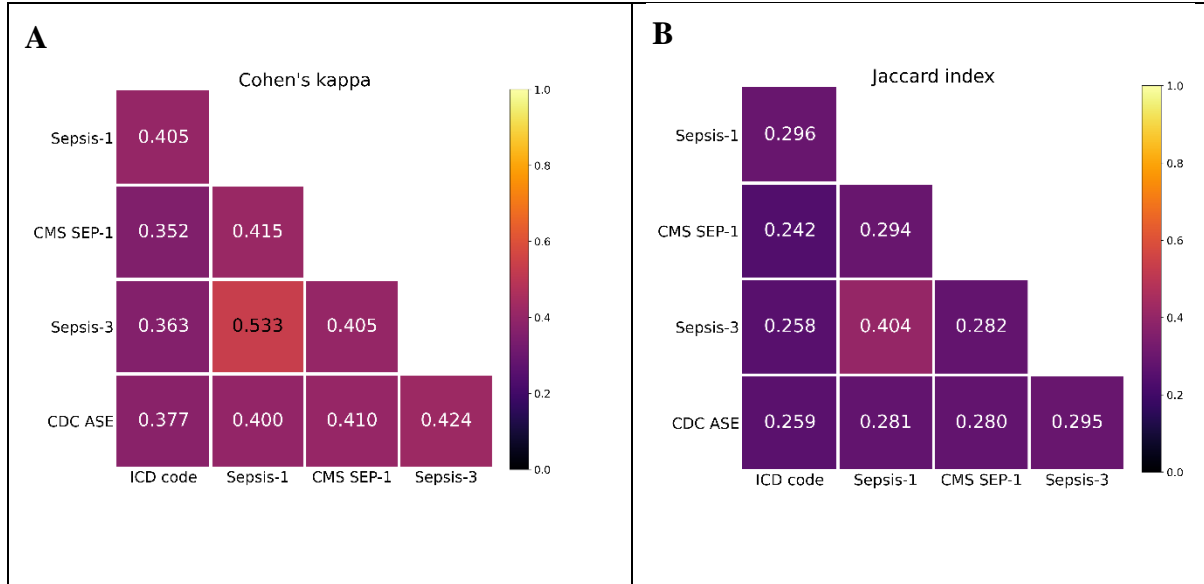 A
Cohen's kappa
1.0
Sepsis-1 0.405
0.8
CMS SEP-1 0.352 0.415
0.6
Sepsis-3 0.363 0.533 0.405
0.4
0.2
CDC ASE 0.377 0.400 0.410 0.424
0.0
ICD code Sepsis-1 CMS SEP-1 Sepsis-3
B
Jaccard index
1.0
Sepsis-1 0.296
0.8
CMS SEP-1 0.242 0.294
0.6
Sepsis-3 0.258 0.404 0.282
0.4
0.2
CDC ASE 0.259 0.281 0.280 0.295
0.0
ICD code Sepsis-1 CMS SEP-1 Sepsis-3